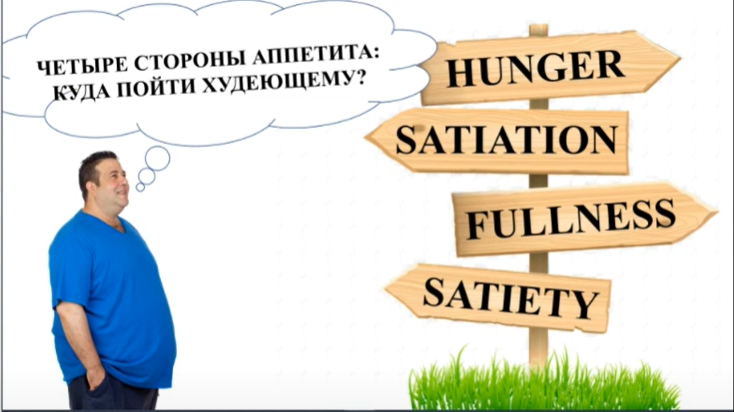 ЧЕТЫРЕ СТОРОНЫ АППЕТИТА:
КУДА ПОЙТИ ХУДЕЮЩЕМУ?
HUNGER
SATIATION
FULLNESS
SATIETY